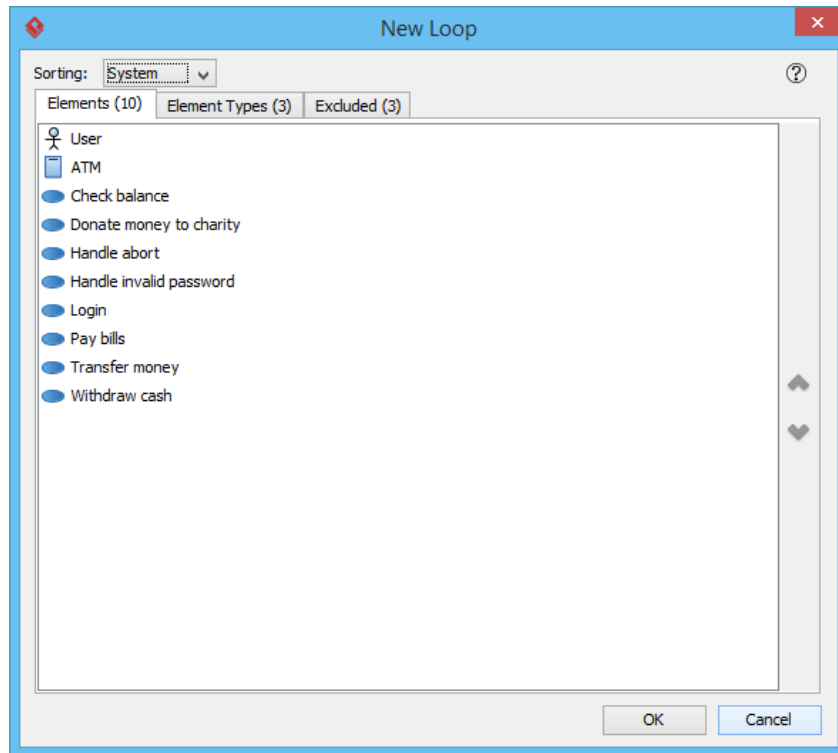 New Loop
Sorting: System
Elements (10) Element Types (3) Excluded (3)
User
ATM
Check balance
Donate money to charity
Handle abort
Handle invalid password
Login
Pay bills
Transfer money
Withdraw cash
OK Cancel